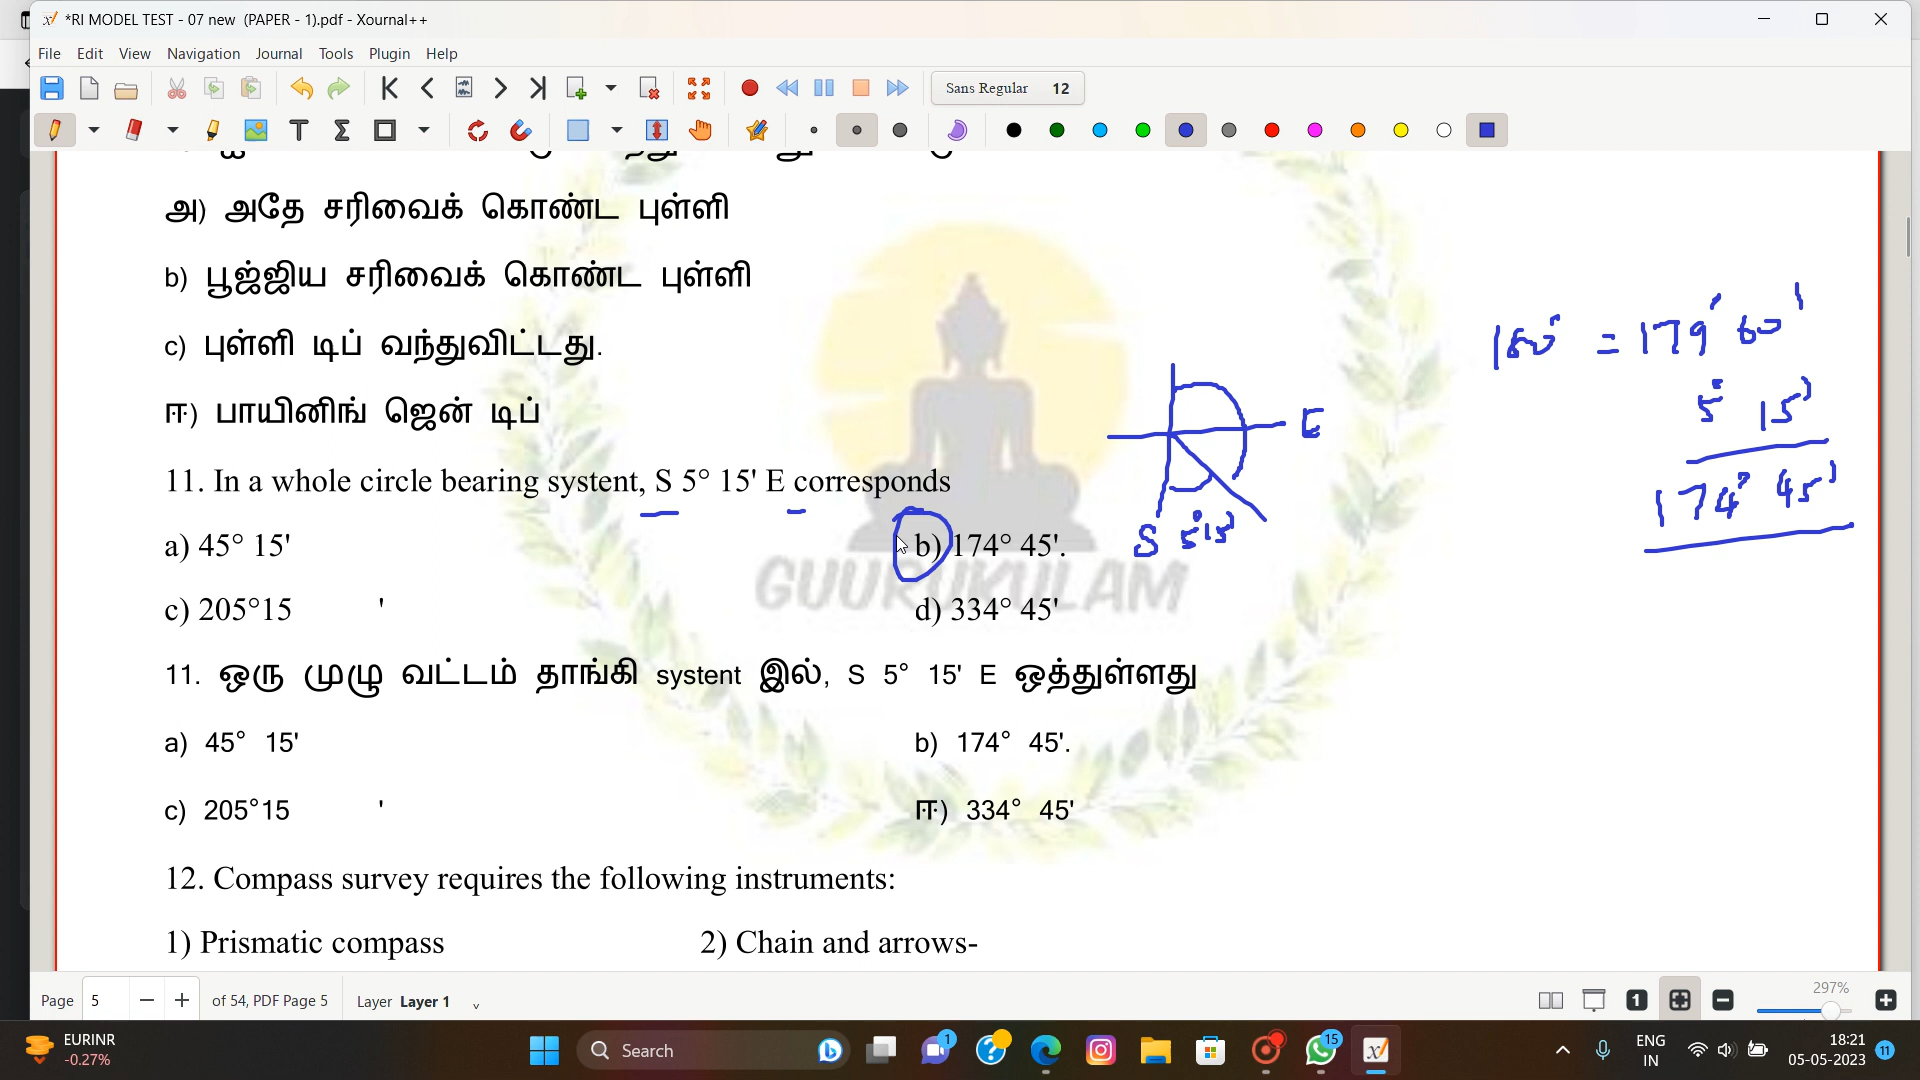 *RI MODEL TEST - 07 new (PAPER - 1).pdf - Xournal++
File Edit View Navigation Journal Tools Plugin Help
Sans Regular 12
அ) அதே சரிவைக் கொண்ட புள்ளி
b) பூஜ்ஜிய சரிவைக் கொண்ட புள்ளி
c) புள்ளி டிப் வந்துவிட்டது.
ஈ) பாயினிங் ஜென் டிப்
11. In a whole circle bearing systent, S 5° 15' E corresponds
a) 45° 15' b) 174° 45'.
c) 205°15 ' d) 334° 45'
GUURUKULAM
E
S 5° 15'
180° = 179° 60'
5° 15'
174° 45'
11. ஒரு முழு வட்டம் தாங்கி systent இல், S 5° 15' E ஒத்துள்ளது
a) 45° 15' b) 174° 45'.
c) 205°15 ' ஈ) 334° 45'
12. Compass survey requires the following instruments:
1) Prismatic compass 2) Chain and arrows-
Page 5 of 54, PDF Page 5 Layer Layer 1 297%
EURINR
-0.27%
Search
1
15
ENG
IN
18:21
05-05-2023
11